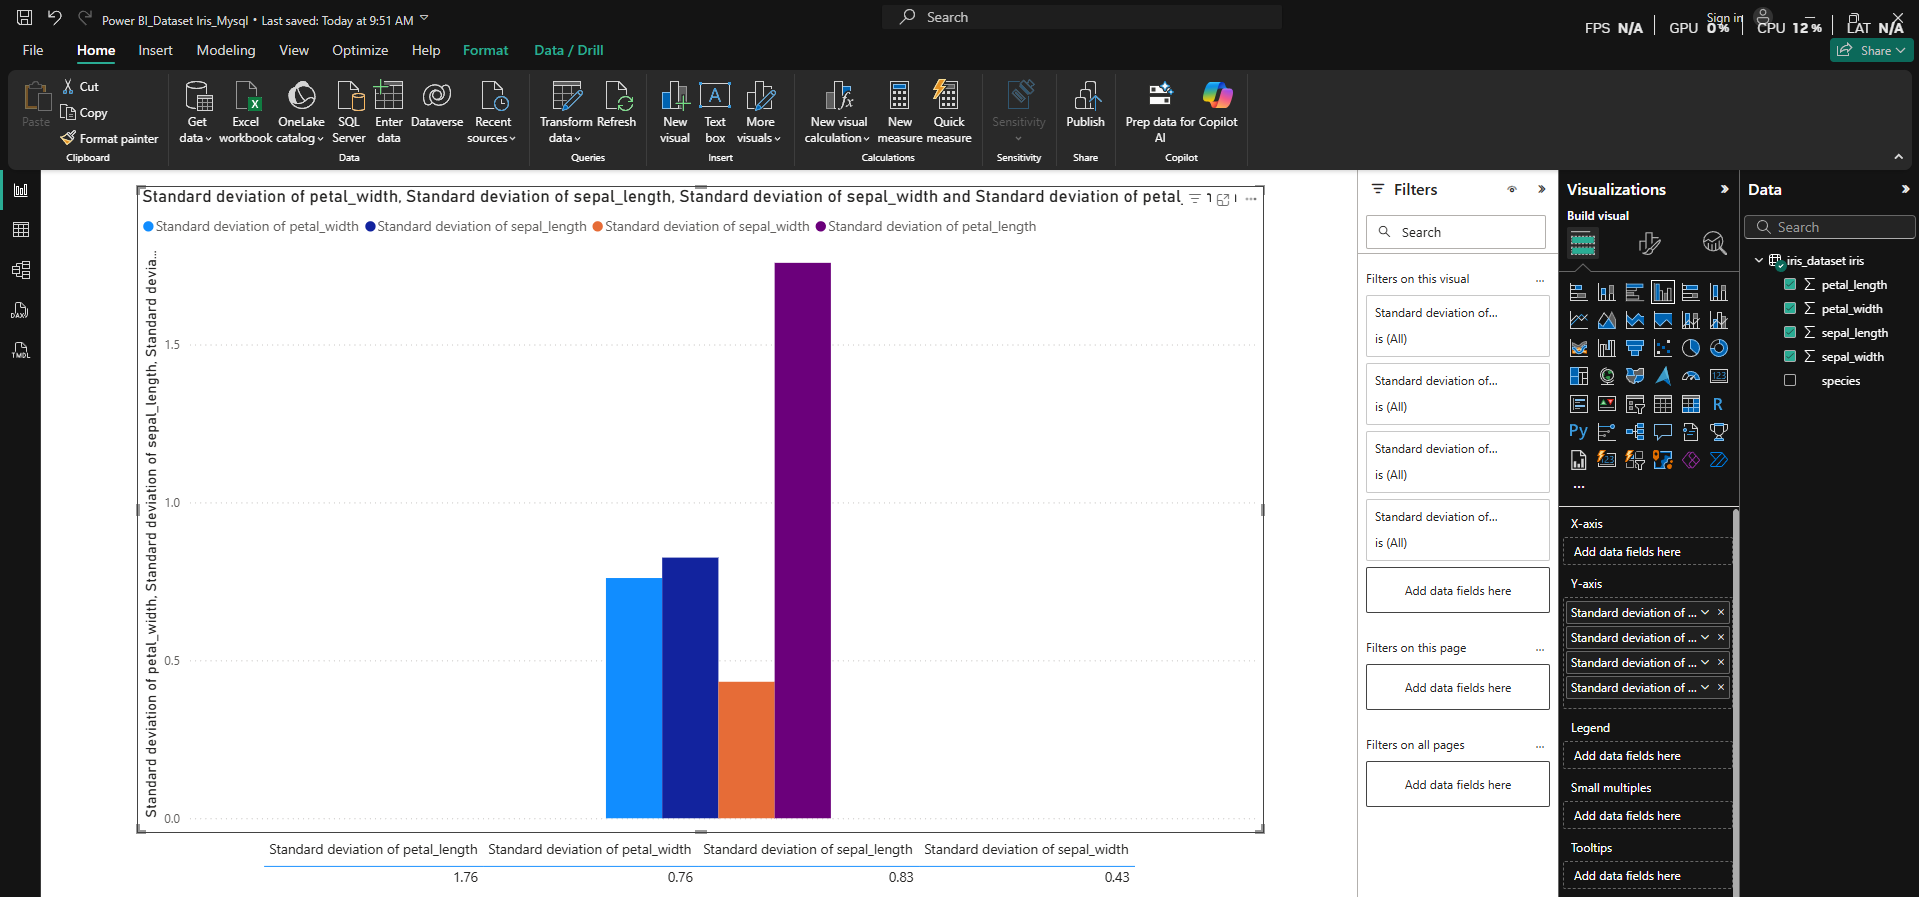 Power BI_Dataset Iris_Mysql • Last saved: Today at 9:51 AM
Search
Sign in
FPS N/A GPU 0% CPU 12% LAT N/A
File Home Insert Modeling View Optimize Help Format Data / Drill
Share
Paste
Cut
Copy
Format painter
Clipboard
Get data
Excel workbook
OneLake catalog
SQL Server
Enter data
Dataverse
Recent sources
Data
Transform data
Refresh
Queries
New visual
Text box
More visuals
Insert
New visual calculation
New measure
Quick measure
Calculations
Sensitivity
Sensitivity
Publish
Share
Prep data for AI
Copilot
Copilot
Standard deviation of petal_width, Standard deviation of sepal_length, Standard deviation of sepal_width and Standard deviation of petal_
Standard deviation of petal_width Standard deviation of sepal_length Standard deviation of sepal_width Standard deviation of petal_length
Standard deviation of petal_width, Standard deviation of sepal_length, Standard devia...
1.5
1.0
0.5
0.0
Standard deviation of petal_length Standard deviation of petal_width Standard deviation of sepal_length Standard deviation of sepal_width
1.76 0.76 0.83 0.43
Filters
Search
Filters on this visual ...
Standard deviation of...
is (All)
Standard deviation of...
is (All)
Standard deviation of...
is (All)
Standard deviation of...
is (All)
Add data fields here
Filters on this page ...
Add data fields here
Filters on all pages ...
Add data fields here
Visualizations
Build visual
123
R
Py
123
...
X-axis
Add data fields here
Y-axis
Standard deviation of ...
Standard deviation of ...
Standard deviation of ...
Standard deviation of ...
Legend
Add data fields here
Small multiples
Add data fields here
Tooltips
Add data fields here
Data
Search
iris_dataset iris
petal_length
petal_width
sepal_length
sepal_width
species
DAX
TMDL